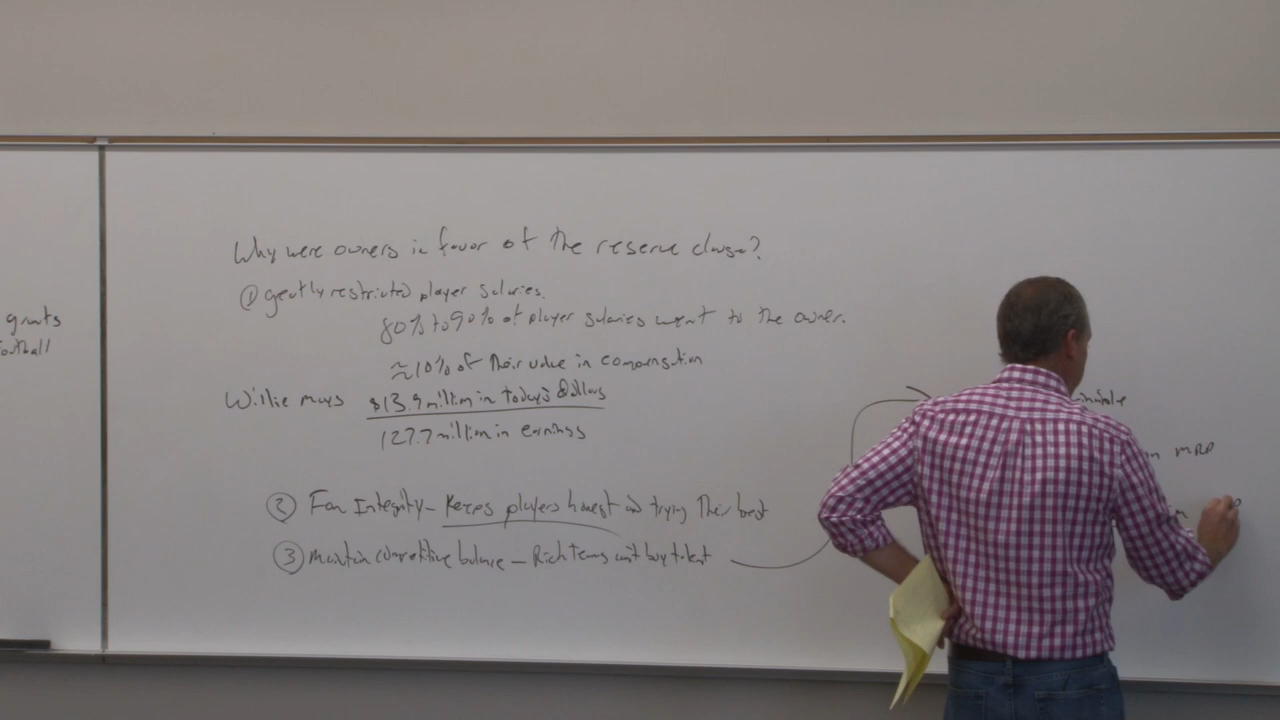 grants
football
Why were owners in favor of the reserve clause?
① greatly restricted player salaries.
80% to 90% of player salaries went to the owner.
≈10% of their value in compensation
Willie Mays $13.9 million in today's dollars
127.7 million in earnings
② Fan Integrity - Keeps players honest and trying their best
③ Maintain competitive balance - Rich teams can't buy talent
MRP